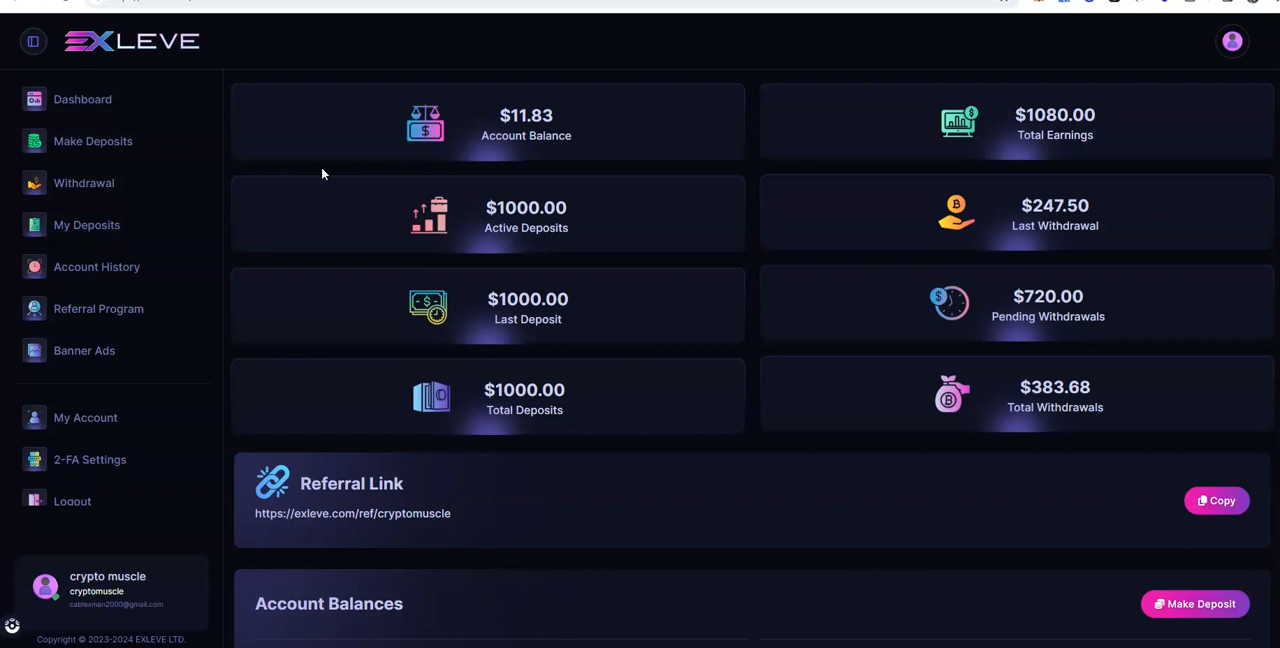 EXLEVE
Dashboard
Make Deposits
Withdrawal
My Deposits
Account History
Referral Program
Banner Ads
My Account
2-FA Settings
Logout
crypto muscle
cryptomuscle
cablexman2000@gmail.com
Copyright © 2023-2024 EXLEVE LTD.
$11.83
Account Balance
$1080.00
Total Earnings
$1000.00
Active Deposits
$247.50
Last Withdrawal
$1000.00
Last Deposit
$720.00
Pending Withdrawals
$1000.00
Total Deposits
$383.68
Total Withdrawals
Referral Link
https://exleve.com/ref/cryptomuscle
Copy
Account Balances
Make Deposit